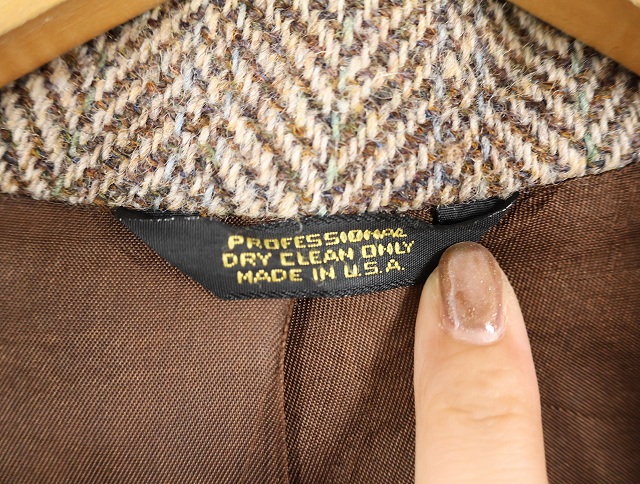 PROFESSIONAL
DRY CLEAN ONLY
MADE IN U.S.A.